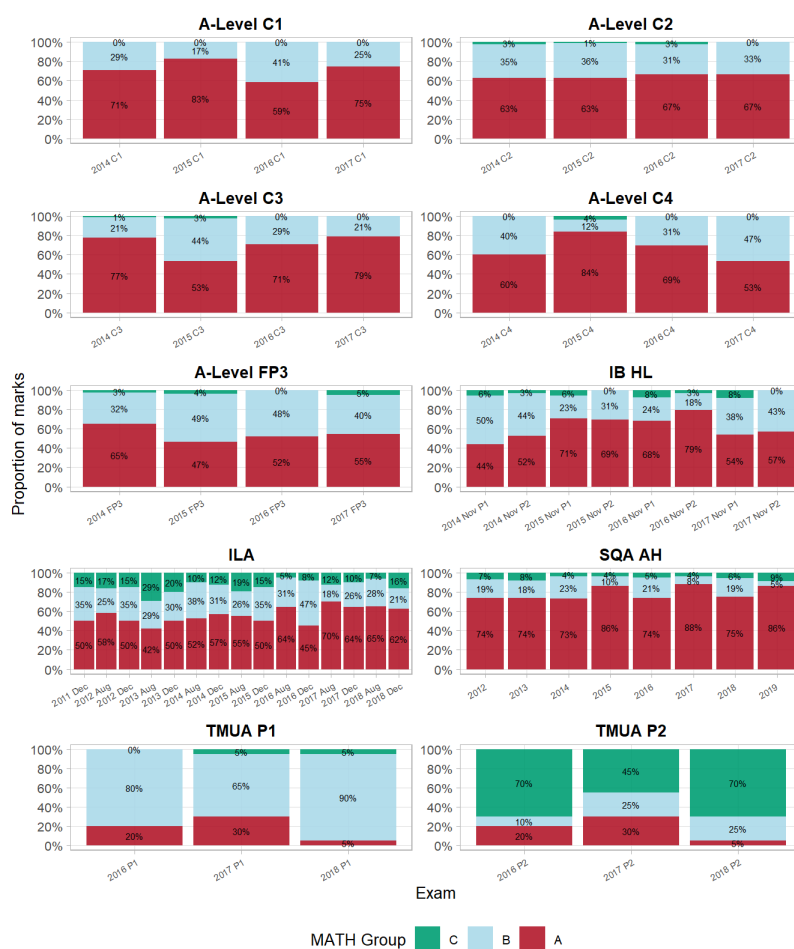 A-Level C1
100%
80%
60%
40%
20%
0%
0% 0% 0% 0%
29% 17% 41% 25%
71% 83% 59% 75%
2014 C1 2015 C1 2016 C1 2017 C1
A-Level C2
100%
80%
60%
40%
20%
0%
3% 1% 3% 0%
35% 36% 31% 33%
63% 63% 67% 67%
2014 C2 2015 C2 2016 C2 2017 C2
A-Level C3
100%
80%
60%
40%
20%
0%
1% 3% 0% 0%
21% 44% 29% 21%
77% 53% 71% 79%
2014 C3 2015 C3 2016 C3 2017 C3
A-Level C4
100%
80%
60%
40%
20%
0%
0% 4% 0% 0%
40% 12% 31% 47%
60% 84% 69% 53%
2014 C4 2015 C4 2016 C4 2017 C4
Proportion of marks
A-Level FP3
100%
80%
60%
40%
20%
0%
3% 4% 0% 5%
32% 49% 48% 40%
65% 47% 52% 55%
2014 FP3 2015 FP3 2016 FP3 2017 FP3
IB HL
100%
80%
60%
40%
20%
0%
6% 3% 6% 0% 8% 3% 8% 0%
50% 44% 23% 31% 24% 18% 38% 43%
44% 52% 71% 69% 68% 79% 54% 57%
2014 Nov P1 2014 Nov P2 2015 Nov P1 2015 Nov P2 2016 Nov P1 2016 Nov P2 2017 Nov P1 2017 Nov P2
ILA
100%
80%
60%
40%
20%
0%
15% 17% 15% 29% 20% 10% 12% 19% 15% 5% 8% 12% 10% 7% 16%
35% 25% 35% 29% 30% 38% 31% 26% 35% 31% 47% 18% 26% 28% 21%
50% 58% 50% 42% 50% 52% 57% 55% 50% 64% 45% 70% 64% 65% 62%
2011 Dec 2012 Aug 2012 Dec 2013 Aug 2013 Dec 2014 Aug 2014 Dec 2015 Aug 2015 Dec 2016 Aug 2016 Dec 2017 Aug 2017 Dec 2018 Aug 2018 Dec
SQA AH
100%
80%
60%
40%
20%
0%
7% 8% 4% 4% 5% 4% 6% 9%
19% 18% 23% 10% 21% 8% 19% 5%
74% 74% 73% 86% 74% 88% 75% 86%
2012 2013 2014 2015 2016 2017 2018 2019
TMUA P1
100%
80%
60%
40%
20%
0%
0% 5% 5%
80% 65% 90%
20% 30% 5%
2016 P1 2017 P1 2018 P1
TMUA P2
100%
80%
60%
40%
20%
0%
70% 45% 70%
10% 25% 25%
20% 30% 5%
2016 P2 2017 P2 2018 P2
Exam
MATH Group C B A